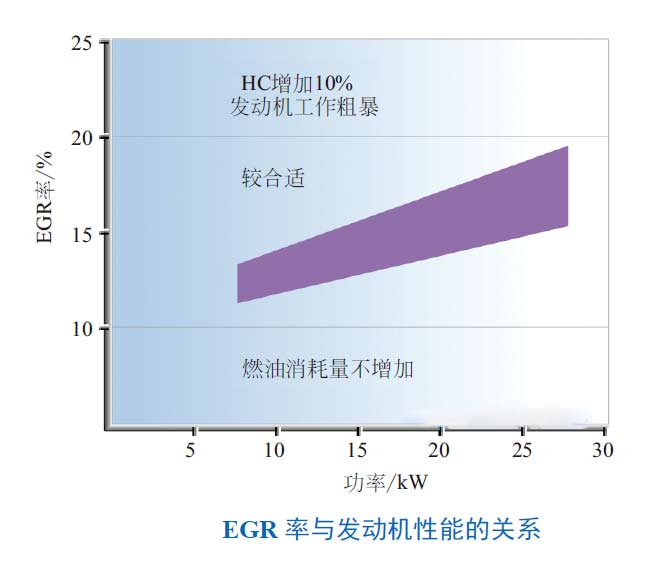 25
HC增加10%
发动机工作粗暴
20
较合适
EGR率/%
15
10
燃油消耗量不增加
5 10 15 20 25 30
功率/kW
EGR 率与发动机性能的关系